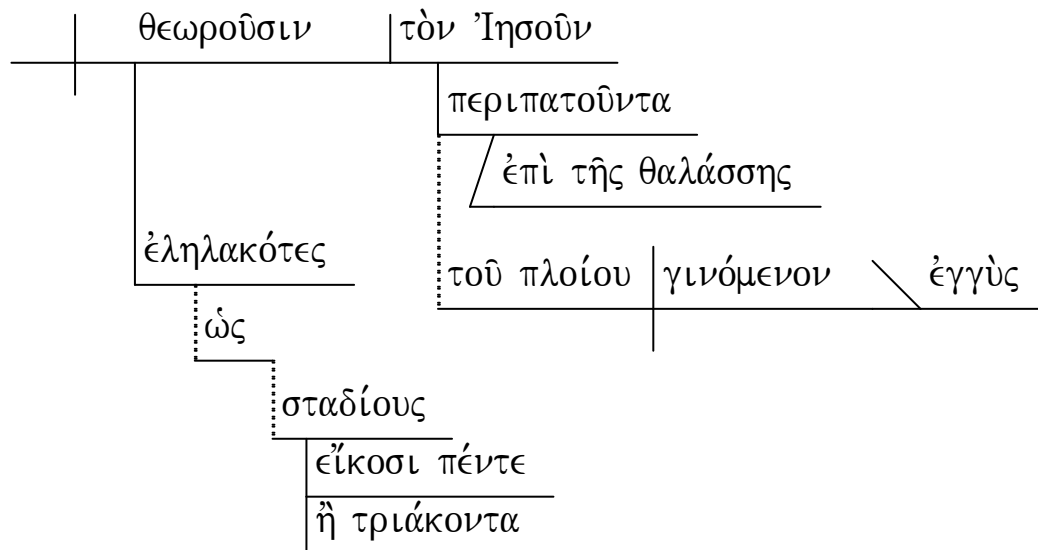 θεωροῦσιν τὸν Ἰησοῦν
περιπατοῦντα
ἐπὶ τῆς θαλάσσης
ἐληλακότες
τοῦ πλοίου γινόμενον ἐγγὺς
ὡς
σταδίους
εἴκοσι πέντε
ἢ τριάκοντα